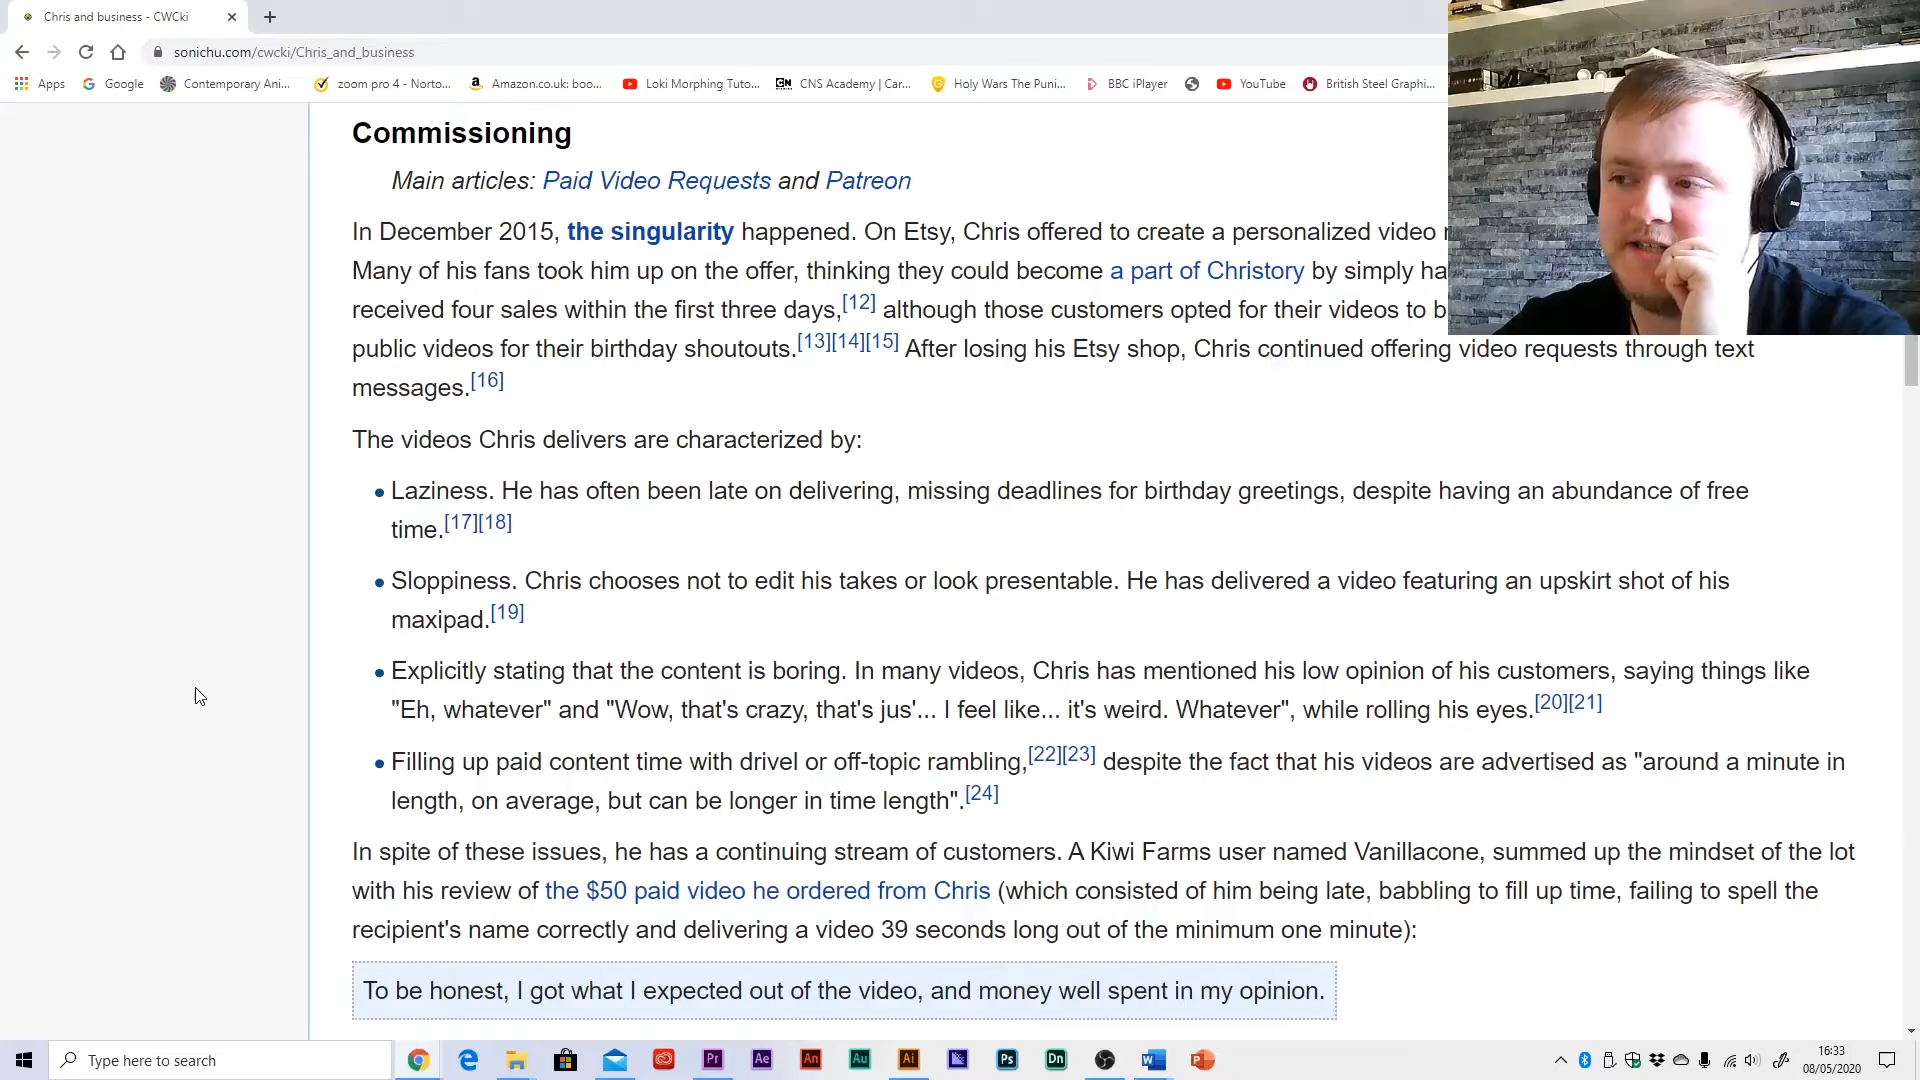 Chris and business - CWCki
sonichu.com/cwcki/Chris_and_business
Apps Google Contemporary Ani... zoom pro 4 - Norto... Amazon.co.uk: boo... Loki Morphing Tuto... CNS Academy | Car... Holy Wars The Puni... BBC iPlayer YouTube British Steel Graphi...
Commissioning
Main articles: Paid Video Requests and Patreon
In December 2015, the singularity happened. On Etsy, Chris offered to create a personalized video
Many of his fans took him up on the offer, thinking they could become a part of Christory by simply ha
received four sales within the first three days,[12] although those customers opted for their videos to b
public videos for their birthday shoutouts.[13][14][15] After losing his Etsy shop, Chris continued offering video requests through text
messages.[16]
The videos Chris delivers are characterized by:
• Laziness. He has often been late on delivering, missing deadlines for birthday greetings, despite having an abundance of free
time.[17][18]
• Sloppiness. Chris chooses not to edit his takes or look presentable. He has delivered a video featuring an upskirt shot of his
maxipad.[19]
• Explicitly stating that the content is boring. In many videos, Chris has mentioned his low opinion of his customers, saying things like
"Eh, whatever" and "Wow, that's crazy, that's jus'... I feel like... it's weird. Whatever", while rolling his eyes.[20][21]
• Filling up paid content time with drivel or off-topic rambling,[22][23] despite the fact that his videos are advertised as "around a minute in
length, on average, but can be longer in time length".[24]
In spite of these issues, he has a continuing stream of customers. A Kiwi Farms user named Vanillacone, summed up the mindset of the lot
with his review of the $50 paid video he ordered from Chris (which consisted of him being late, babbling to fill up time, failing to spell the
recipient's name correctly and delivering a video 39 seconds long out of the minimum one minute):
To be honest, I got what I expected out of the video, and money well spent in my opinion.
Type here to search
Pr Ae An Au Ai Ps Dn
16:33
08/05/2020